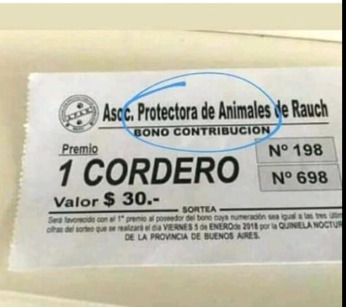 Asoc. Protectora de Animales de Rauch
BONO CONTRIBUCION
Premio
1 CORDERO
Nº 198
Nº 698
Valor $ 30.-
SORTEA
Será favorecido con el 1º premio al poseedor del bono cuya numeración sea igual a las tres
cifras del sorteo que se realizará el día VIERNES 5 de ENERO de 2018 por la QUINIELA
DE LA PROVINCIA DE BUENOS AIRES.